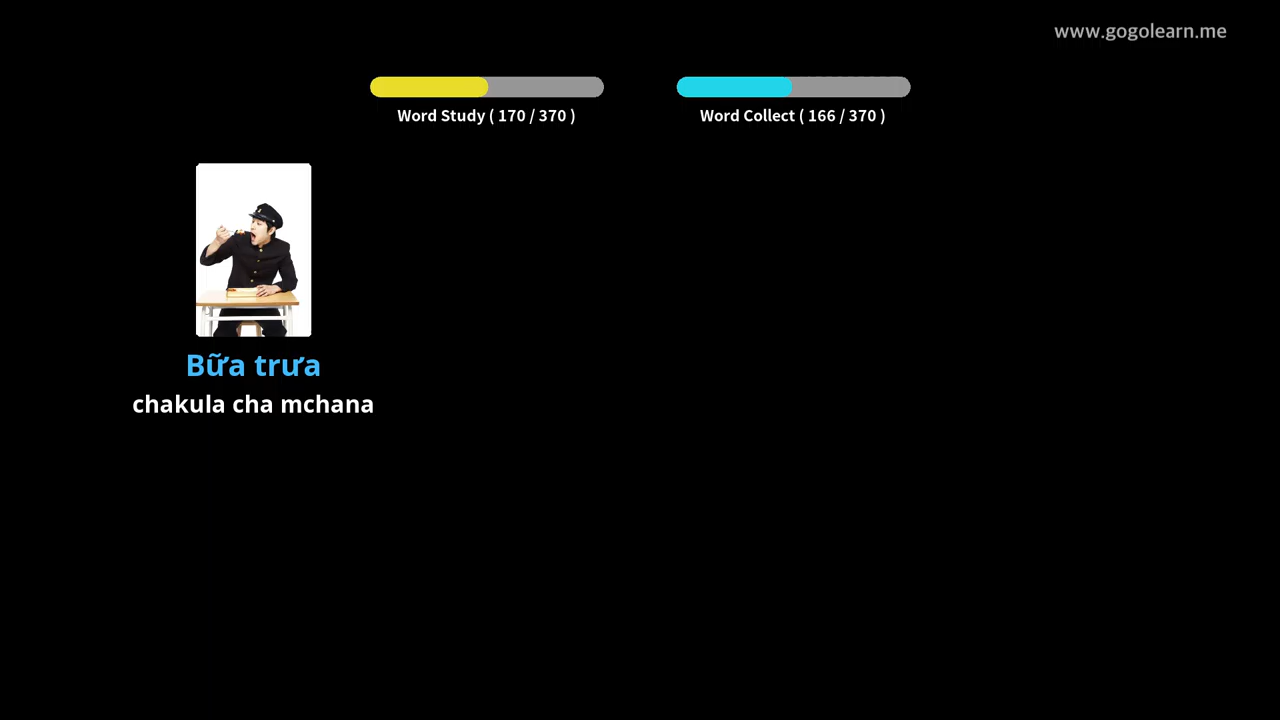 www.gogolearn.me
Word Study ( 170 / 370 )
Word Collect ( 166 / 370 )
Bữa trưa
chakula cha mchana